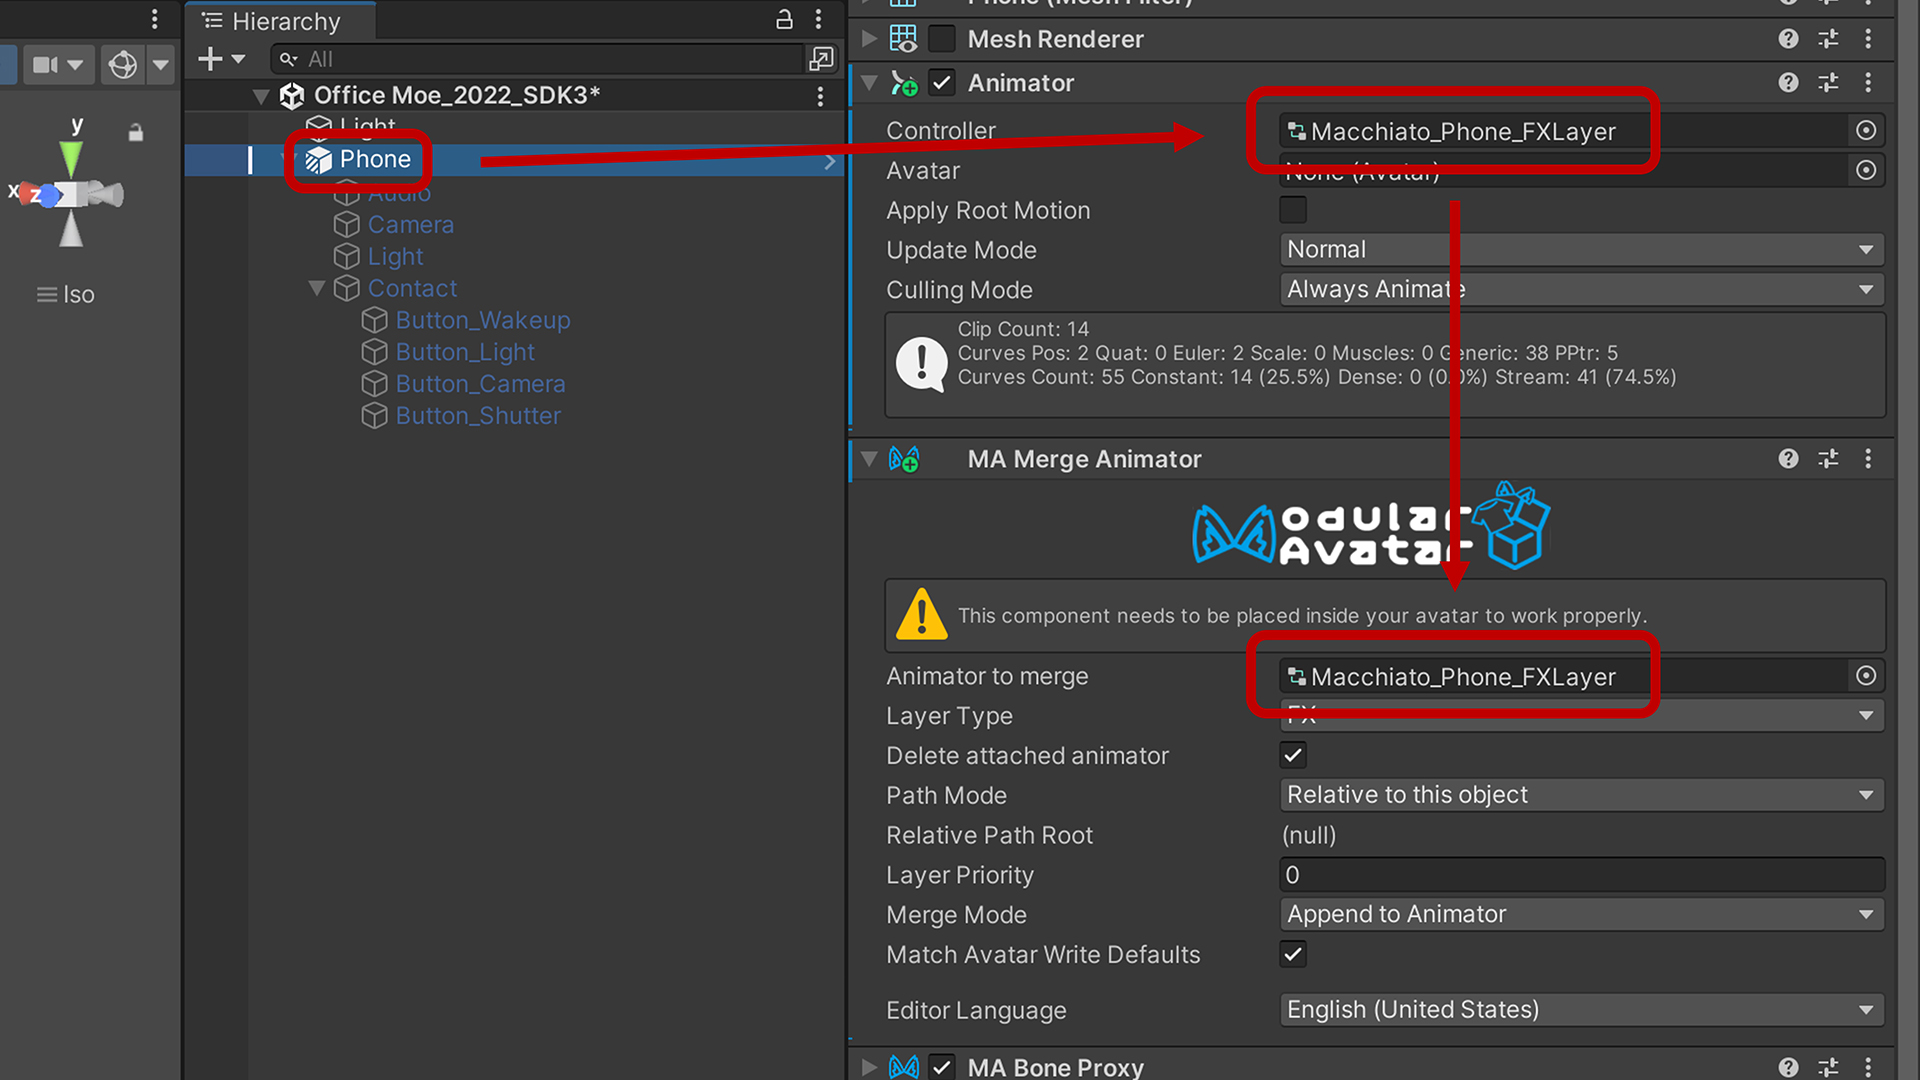 Hierarchy
All
Office Moe_2022_SDK3*
Light
Phone
Audio
Camera
Light
Contact
Button_Wakeup
Button_Light
Button_Camera
Button_Shutter
y
x
z
Iso
Phone (Mesh Filter)
Mesh Renderer
Animator
Controller
Macchiato_Phone_FXLayer
Avatar
None (Avatar)
Apply Root Motion
Update Mode
Normal
Culling Mode
Always Animate
Clip Count: 14
Curves Pos: 2 Quat: 0 Euler: 2 Scale: 0 Muscles: 0 Generic: 38 PPtr: 5
Curves Count: 55 Constant: 14 (25.5%) Dense: 0 (0.0%) Stream: 41 (74.5%)
MA Merge Animator
Modular
Avatar
This component needs to be placed inside your avatar to work properly.
Animator to merge
Macchiato_Phone_FXLayer
Layer Type
FX
Delete attached animator
Path Mode
Relative to this object
Relative Path Root
(null)
Layer Priority
0
Merge Mode
Append to Animator
Match Avatar Write Defaults
Editor Language
English (United States)
MA Bone Proxy